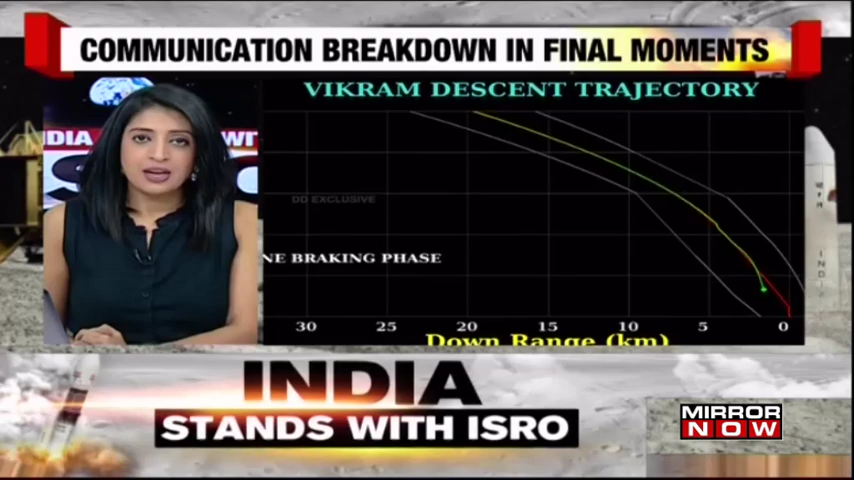 COMMUNICATION BREAKDOWN IN FINAL MOMENTS
VIKRAM DESCENT TRAJECTORY
DD EXCLUSIVE
NE BRAKING PHASE
30 25 20 15 10 5 0
Down Range (km)
INDIA
STANDS WITH ISRO
MIRROR
NOW